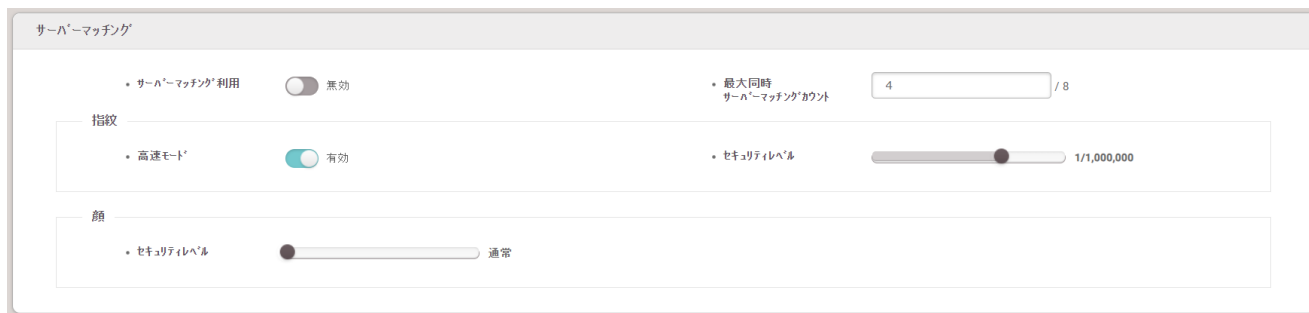 ｻｰﾊﾞｰﾏｯﾁﾝｸﾞ
• ｻｰﾊﾞｰﾏｯﾁﾝｸﾞ利用
無効
• 最大同時
ｻｰﾊﾞｰﾏｯﾁﾝｸﾞｶｳﾝﾄ
4
/ 8
指紋
• 高速ﾓｰﾄﾞ
有効
• ｾｷｭﾘﾃｨﾚﾍﾞﾙ
1/1,000,000
顔
• ｾｷｭﾘﾃｨﾚﾍﾞﾙ
通常